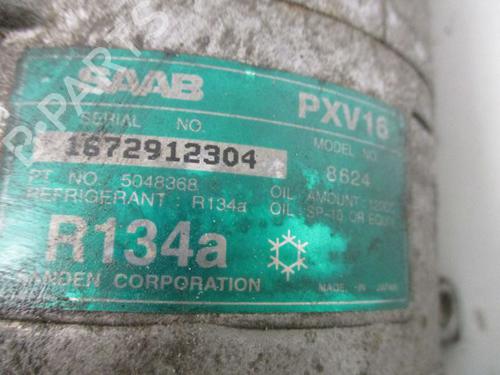 B-PARTS
SAAB PXV16
SERIAL NO. MODEL NO.
1672912304 8624
PT NO. 5048368 OIL AMOUNT :
REFRIGERANT : R134a OIL SP-10 OR EQUIV
R134a
SANDEN CORPORATION MADE IN JAPAN